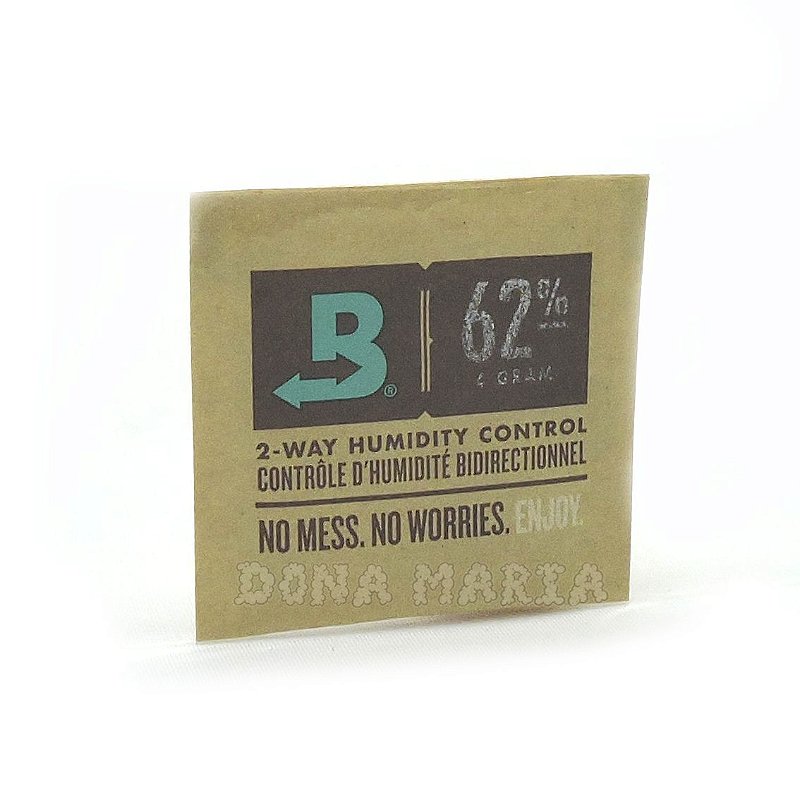 B®
62%
4 GRAM
2-WAY HUMIDITY CONTROL
CONTRÔLE D'HUMIDITÉ BIDIRECTIONNEL
NO MESS. NO WORRIES. ENJOY.
DONA MARIA